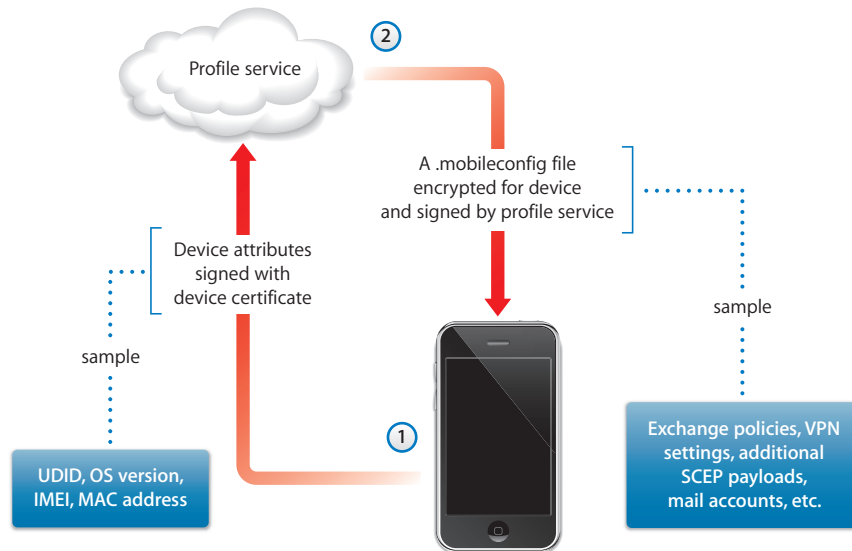 2
Profile service
A .mobileconfig file
encrypted for device
and signed by profile service
Device attributes
signed with
device certificate
sample
sample
1
UDID, OS version,
IMEI, MAC address
Exchange policies, VPN
settings, additional
SCEP payloads,
mail accounts, etc.